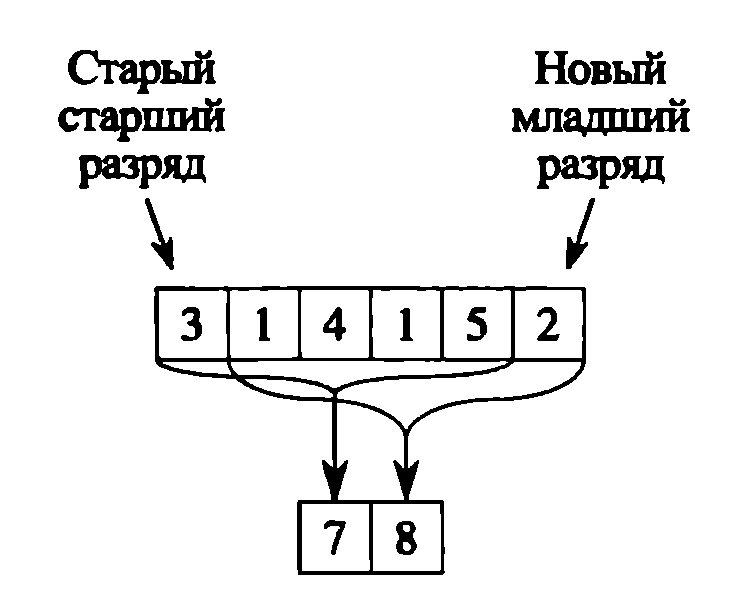 Старый
старший
разряд
Новый
младший
разряд
3 1 4 1 5 2
7 8